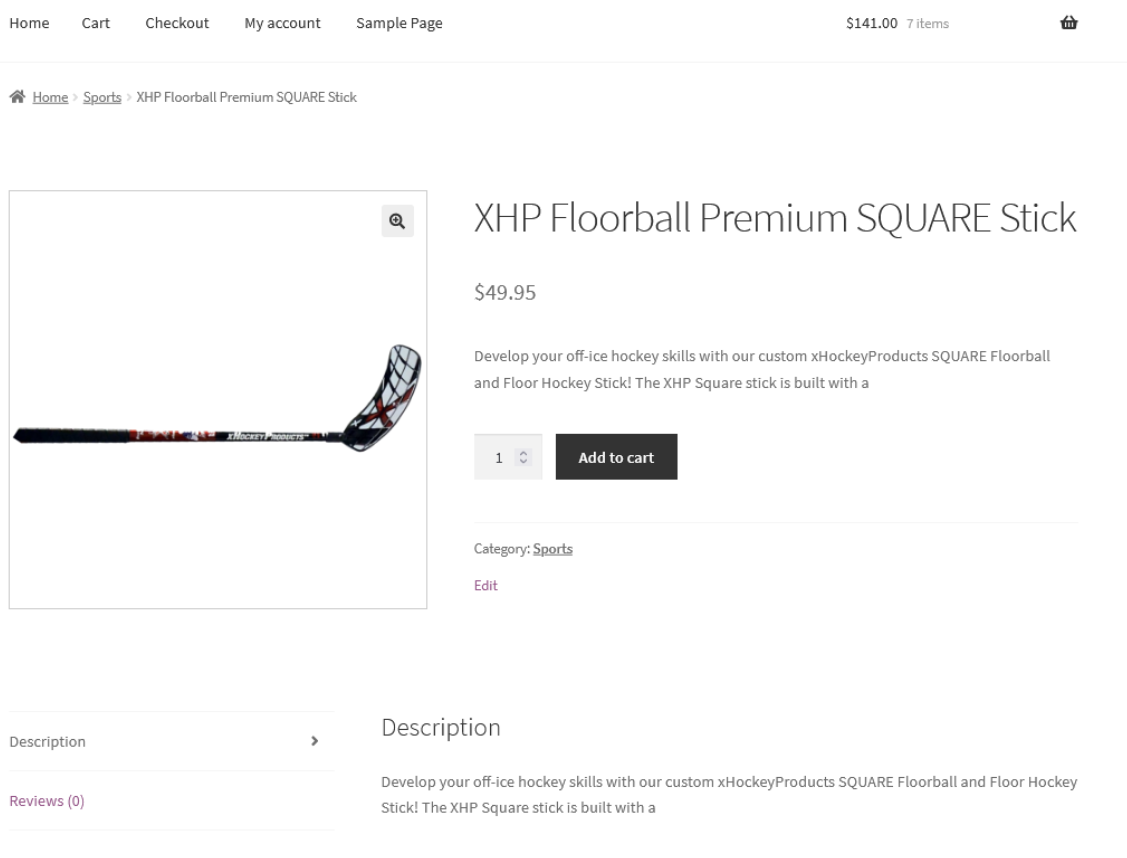 Home Cart Checkout My account Sample Page $141.00 7 items
Home > Sports > XHP Floorball Premium SQUARE Stick
XHP Floorball Premium SQUARE Stick
$49.95
Develop your off-ice hockey skills with our custom xHockeyProducts SQUARE Floorball
and Floor Hockey Stick! The XHP Square stick is built with a
1 Add to cart
Category: Sports
Edit
XHOCKEYPRODUCTS
Description
Reviews (0)
Description
Develop your off-ice hockey skills with our custom xHockeyProducts SQUARE Floorball and Floor Hockey
Stick! The XHP Square stick is built with a